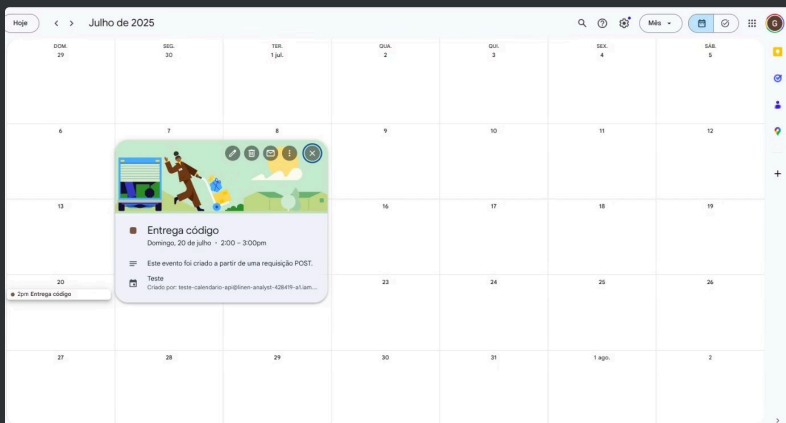 Hoje
Julho de 2025
Mês
G
DOM. SEG. TER. QUA. QUI. SEX. SÁB.
29 30 1 jul. 2 3 4 5
6 7 8 9 10 11 12
13 16 17 18 19
Entrega código
Domingo, 20 de julho · 2:00 – 3:00pm
Este evento foi criado a partir de uma requisição POST.
Teste
Criado por: teste-calendario-api@linen-analyst-428419-a1.iam...
20 23 24 25 26
2pm Entrega código
27 28 29 30 31 1 ago. 2